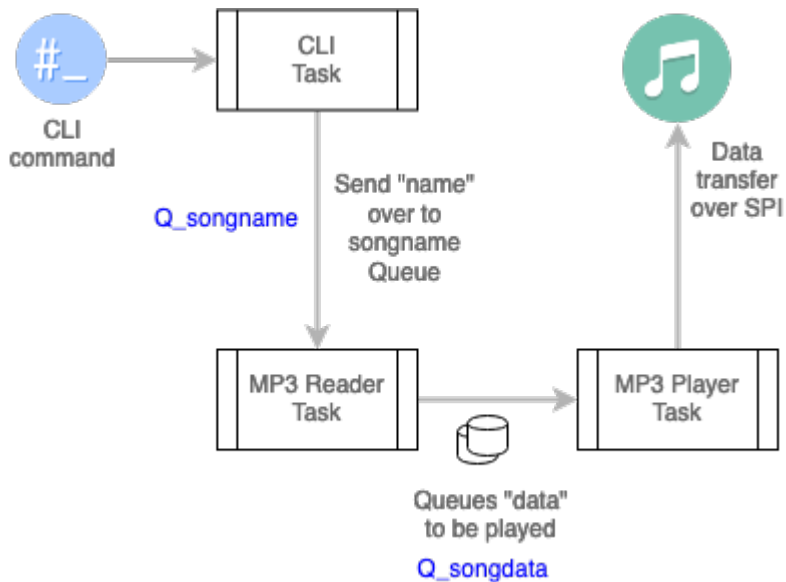 #_
CLI
command
CLI
Task
Q_songname
Send "name"
over to
songname
Queue
Data
transfer
over SPI
MP3 Reader
Task
MP3 Player
Task
Queues "data"
to be played
Q_songdata